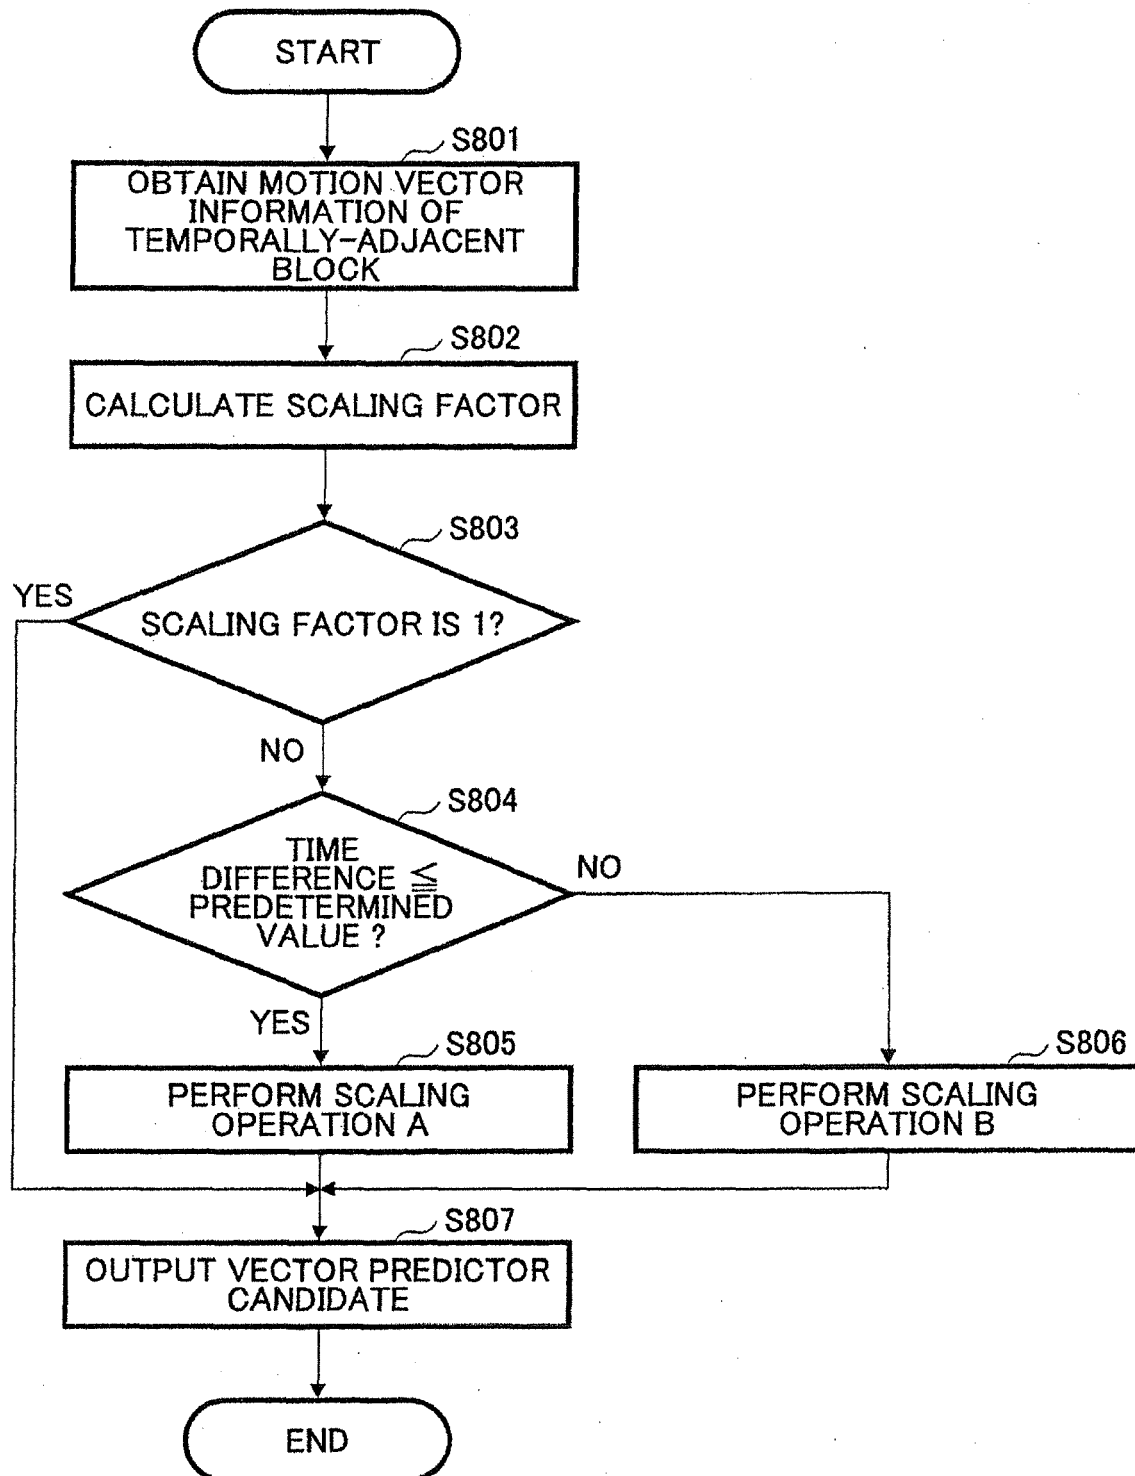 START
S801
OBTAIN MOTION VECTOR
INFORMATION OF
TEMPORALLY-ADJACENT
BLOCK
S802
CALCULATE SCALING FACTOR
S803
YES
SCALING FACTOR IS 1?
NO
S804
TIME
DIFFERENCE ≦
PREDETERMINED
VALUE ?
NO
YES
S805
PERFORM SCALING
OPERATION A
S806
PERFORM SCALING
OPERATION B
S807
OUTPUT VECTOR PREDICTOR
CANDIDATE
END